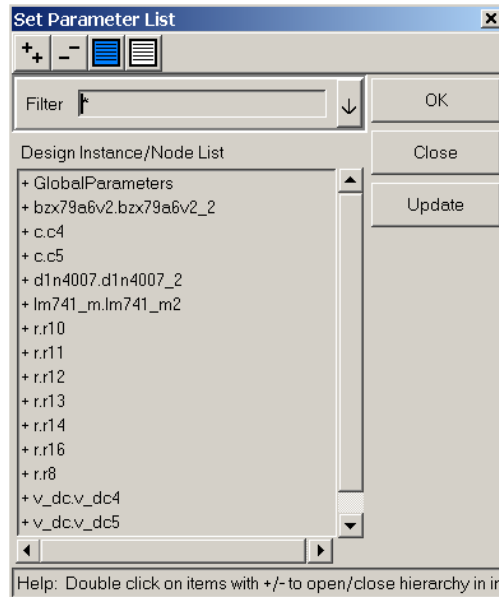 Set Parameter List
Filter *
OK
Design Instance/Node List
Close
Update
+ GlobalParameters
+ bzx79a6v2.bzx79a6v2_2
+ c.c4
+ c.c5
+ d1n4007.d1n4007_2
+ lm741_m.lm741_m2
+ r.r10
+ r.r11
+ r.r12
+ r.r13
+ r.r14
+ r.r16
+ r.r8
+ v_dc.v_dc4
+ v_dc.v_dc5
Help: Double click on items with +/- to open/close hierarchy in